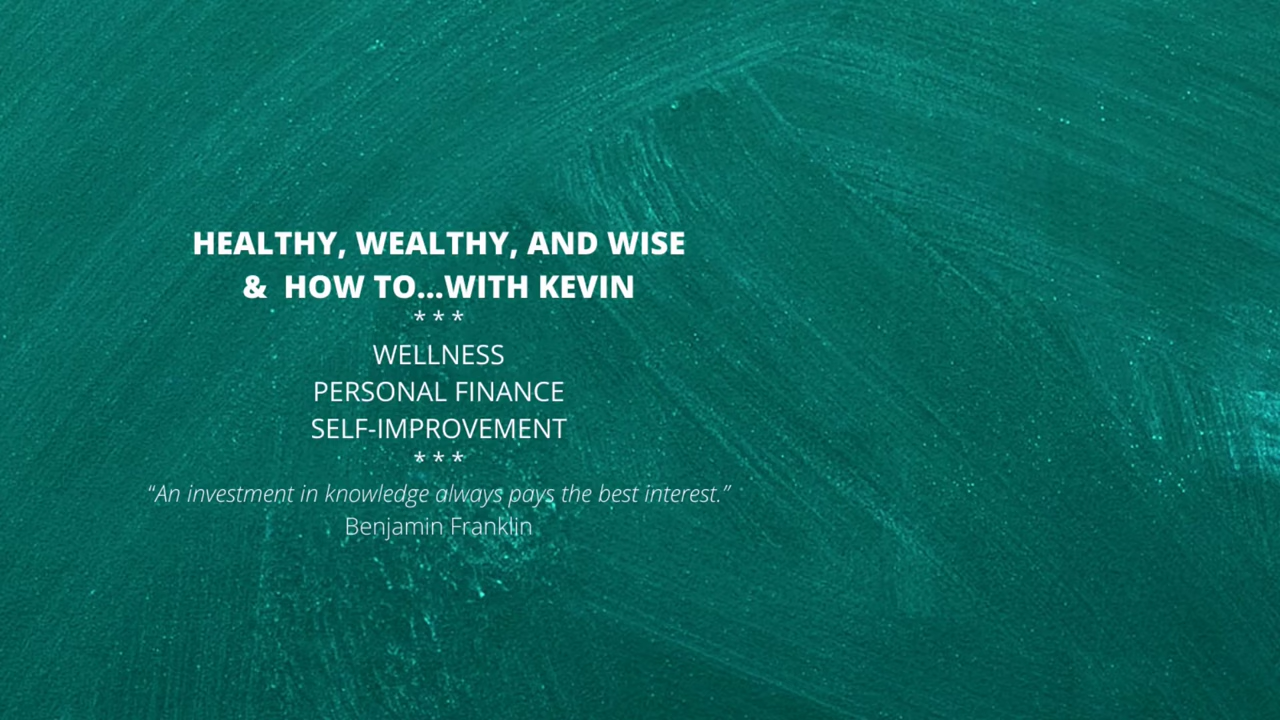 HEALTHY, WEALTHY, AND WISE
& HOW TO...WITH KEVIN
* * *
WELLNESS
PERSONAL FINANCE
SELF-IMPROVEMENT
* * *
“An investment in knowledge always pays the best interest.”
Benjamin Franklin